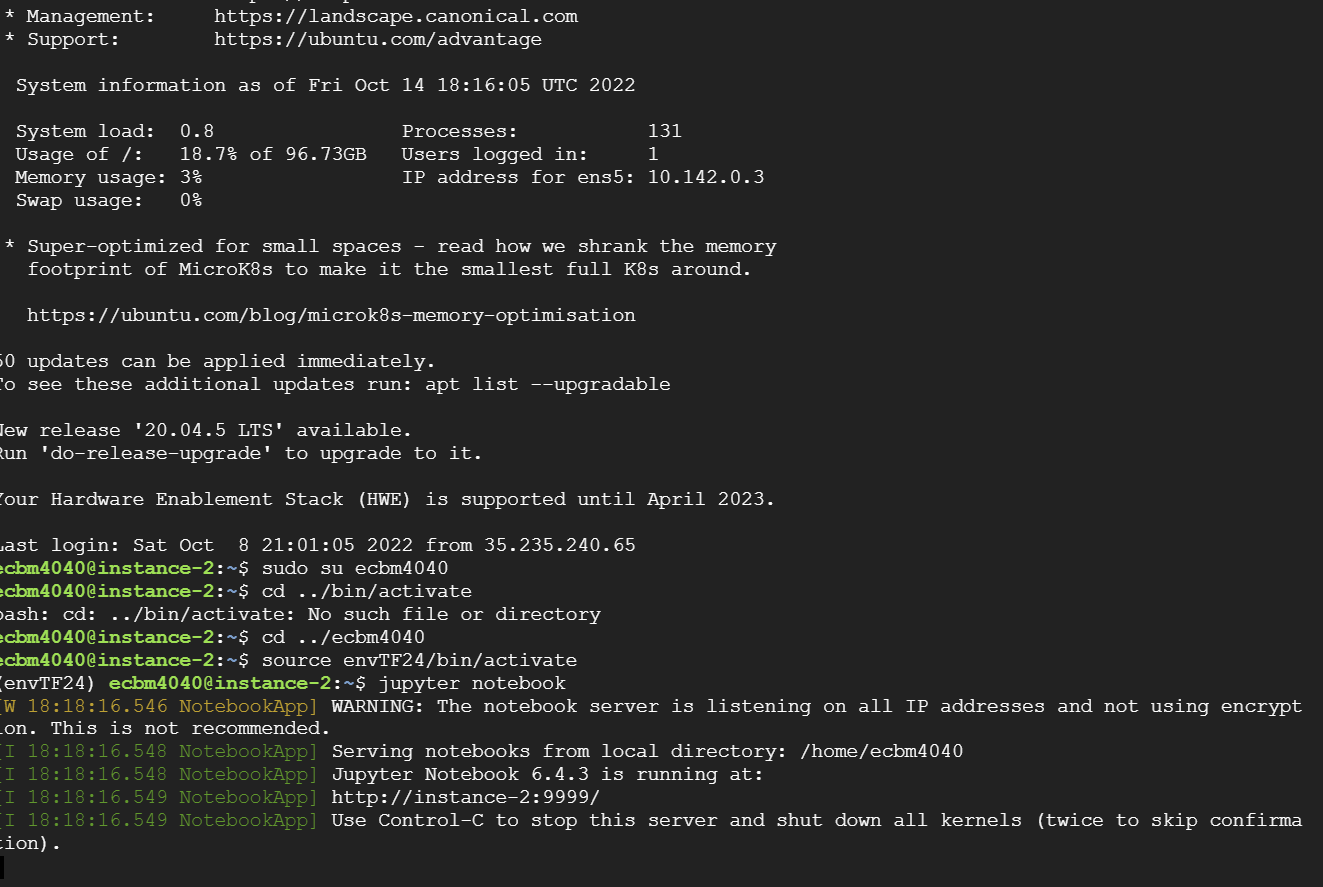 * Management:     https://landscape.canonical.com
* Support:        https://ubuntu.com/advantage
System information as of Fri Oct 14 18:16:05 UTC 2022
System load:  0.8                Processes:           131
Usage of /:   18.7% of 96.73GB   Users logged in:     1
Memory usage: 3%                 IP address for ens5: 10.142.0.3
Swap usage:   0%
* Super-optimized for small spaces - read how we shrank the memory
footprint of MicroK8s to make it the smallest full K8s around.
https://ubuntu.com/blog/microk8s-memory-optimisation
60 updates can be applied immediately.
To see these additional updates run: apt list --upgradable
New release '20.04.5 LTS' available.
Run 'do-release-upgrade' to upgrade to it.
Your Hardware Enablement Stack (HWE) is supported until April 2023.
Last login: Sat Oct  8 21:01:05 2022 from 35.235.240.65
ecbm4040@instance-2:~$ sudo su ecbm4040
ecbm4040@instance-2:~$ cd ../bin/activate
bash: cd: ../bin/activate: No such file or directory
ecbm4040@instance-2:~$ cd ../ecbm4040
ecbm4040@instance-2:~$ source envTF24/bin/activate
(envTF24) ecbm4040@instance-2:~$ jupyter notebook
[W 18:18:16.546 NotebookApp] WARNING: The notebook server is listening on all IP addresses and not using encrypt
ion. This is not recommended.
[I 18:18:16.548 NotebookApp] Serving notebooks from local directory: /home/ecbm4040
[I 18:18:16.548 NotebookApp] Jupyter Notebook 6.4.3 is running at:
[I 18:18:16.549 NotebookApp] http://instance-2:9999/
[I 18:18:16.549 NotebookApp] Use Control-C to stop this server and shut down all kernels (twice to skip confirma
tion).